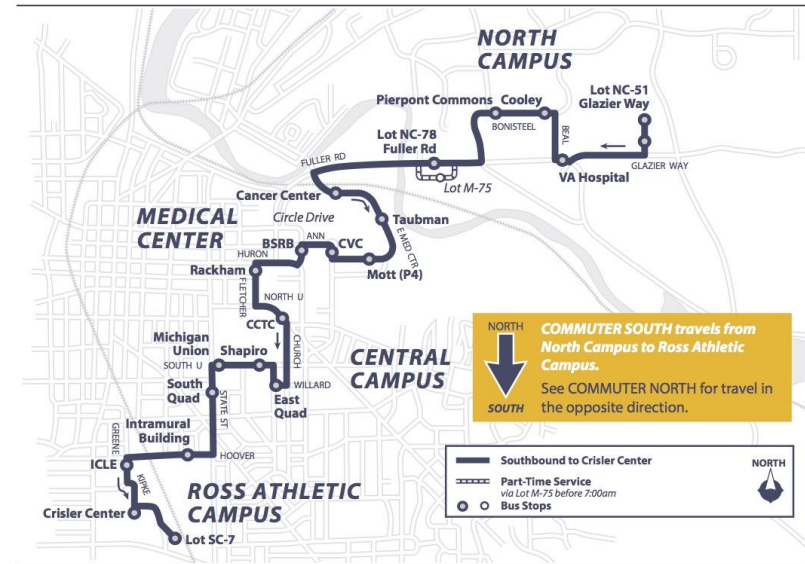 NORTH
CAMPUS
Lot NC-51
Glazier Way
Pierpont Commons
Cooley
BONISTEEL
BEAL
Lot NC-78
Fuller Rd
FULLER RD
GLAZIER WAY
VA Hospital
Lot M-75
Cancer Center
Circle Drive
Taubman
MEDICAL
CENTER
E MED CTR
ANN
BSRB
CVC
HURON
Mott (P4)
Rackham
FLETCHER
NORTH U
CCTC
CHURCH
CENTRAL
CAMPUS
Michigan
Union
Shapiro
SOUTH U
WILLARD
East
Quad
South
Quad
STATE ST
Intramural
Building
GREENE
HOOVER
ICLE
KIPKE
ROSS ATHLETIC
CAMPUS
Crisler Center
Lot SC-7
NORTH
SOUTH
COMMUTER SOUTH travels from
North Campus to Ross Athletic
Campus.
See COMMUTER NORTH for travel in
the opposite direction.
Southbound to Crisler Center
Part-Time Service
via Lot M-75 before 7:00am
Bus Stops
NORTH